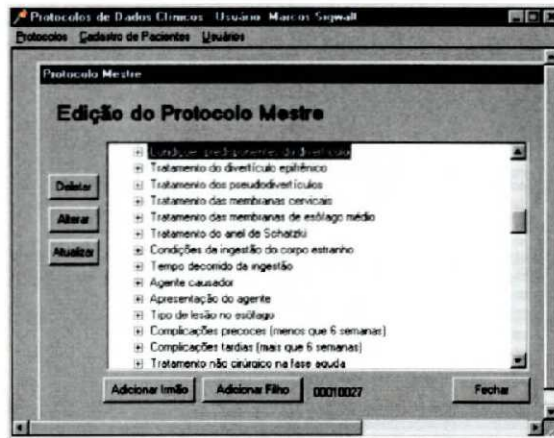 Protocolos de Dados Clínicos Usuário Marcos Sigwalt
Protocolos Cadastro de Pacientes Usuários
Protocolo Mestre
Edição do Protocolo Mestre
Condições predisponentes do divertículo
Tratamento do divertículo epifrênico
Tratamento dos pseudodivertículos
Tratamento das membranas cervicais
Tratamento das membranas de esôfago médio
Tratamento do anel de Schatzki
Condições da ingestão do corpo estranho
Tempo decorrido da ingestão
Agente causador
Apresentação do agente
Tipo de lesão no esôfago
Complicações precoces (menos que 6 semanas)
Complicações tardias (mais que 6 semanas)
Tratamento não cirúrgico na fase aguda
Deletar
Alterar
Atualizar
Adicionar Irmão Adicionar Filho 00010027 Fechar